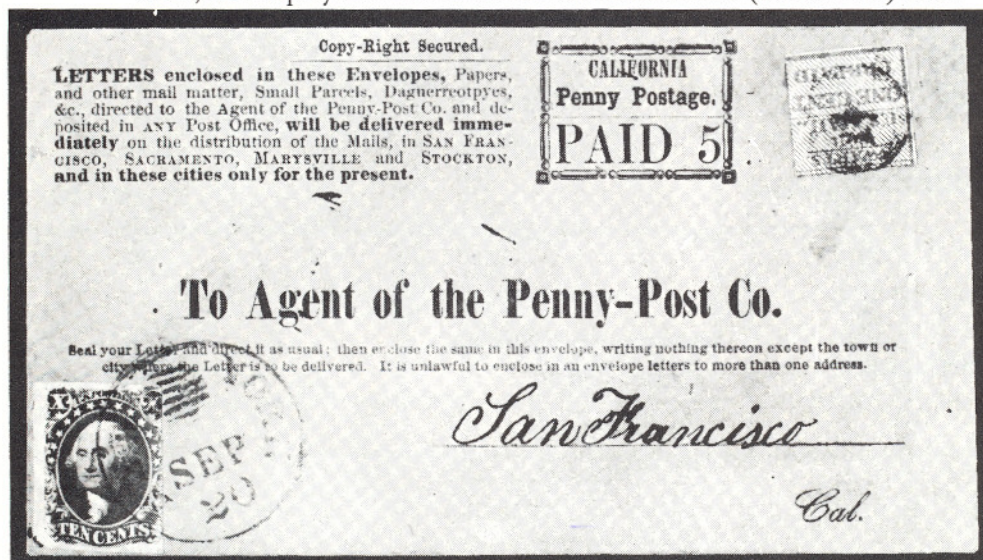 Copy-Right Secured.
LETTERS enclosed in these Envelopes, Papers,
and other mail matter, Small Parcels, Daguerreotpyes,
&c., directed to the Agent of the Penny-Post Co. and de-
posited in ANY Post Office, will be delivered imme-
diately on the distribution of the Mails, in SAN FRAN-
CISCO, SACRAMENTO, MARYSVILLE and STOCKTON,
and in these cities only for the present.
CALIFORNIA
Penny Postage.
PAID 5
To Agent of the Penny-Post Co.
Seal your Letter and direct it as usual; then enclose the same in this envelope, writing nothing thereon except the town or
city where the Letter is to be delivered. It is unlawful to enclose in an envelope letters to more than one address.
San Francisco
Cal.
YORK
SEP
20
X X
TEN CENTS